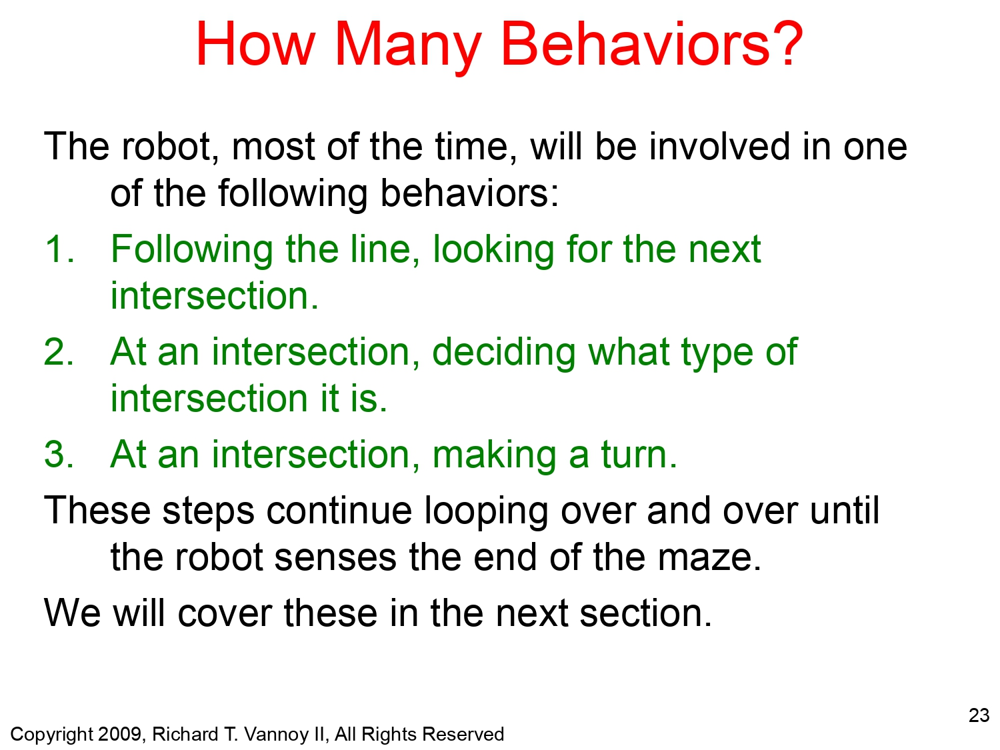 How Many Behaviors?
The robot, most of the time, will be involved in one
of the following behaviors:
1. Following the line, looking for the next
intersection.
2. At an intersection, deciding what type of
intersection it is.
3. At an intersection, making a turn.
These steps continue looping over and over until
the robot senses the end of the maze.
We will cover these in the next section.
23
Copyright 2009, Richard T. Vannoy II, All Rights Reserved